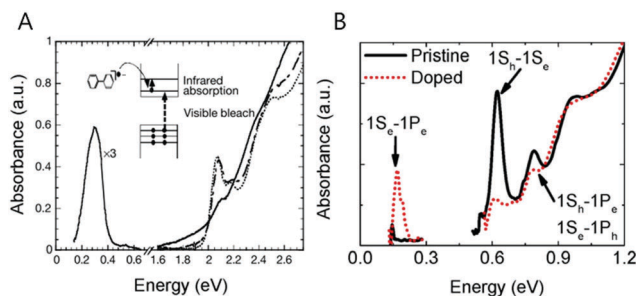 A
1
0.8
0.6
0.4
0.2
0
Absorbance (a.u.)
×3
Infrared
absorption
Visible bleach
0.2 0.4 0.6 1.6 1.8 2 2.2 2.4 2.6
Energy (eV)
B
Absorbance (a.u.)
Pristine
Doped
1Sh-1Se
1Se-1Pe
1Sh-1Pe
1Se-1Ph
0.0 0.3 0.6 0.9 1.2
Energy (eV)